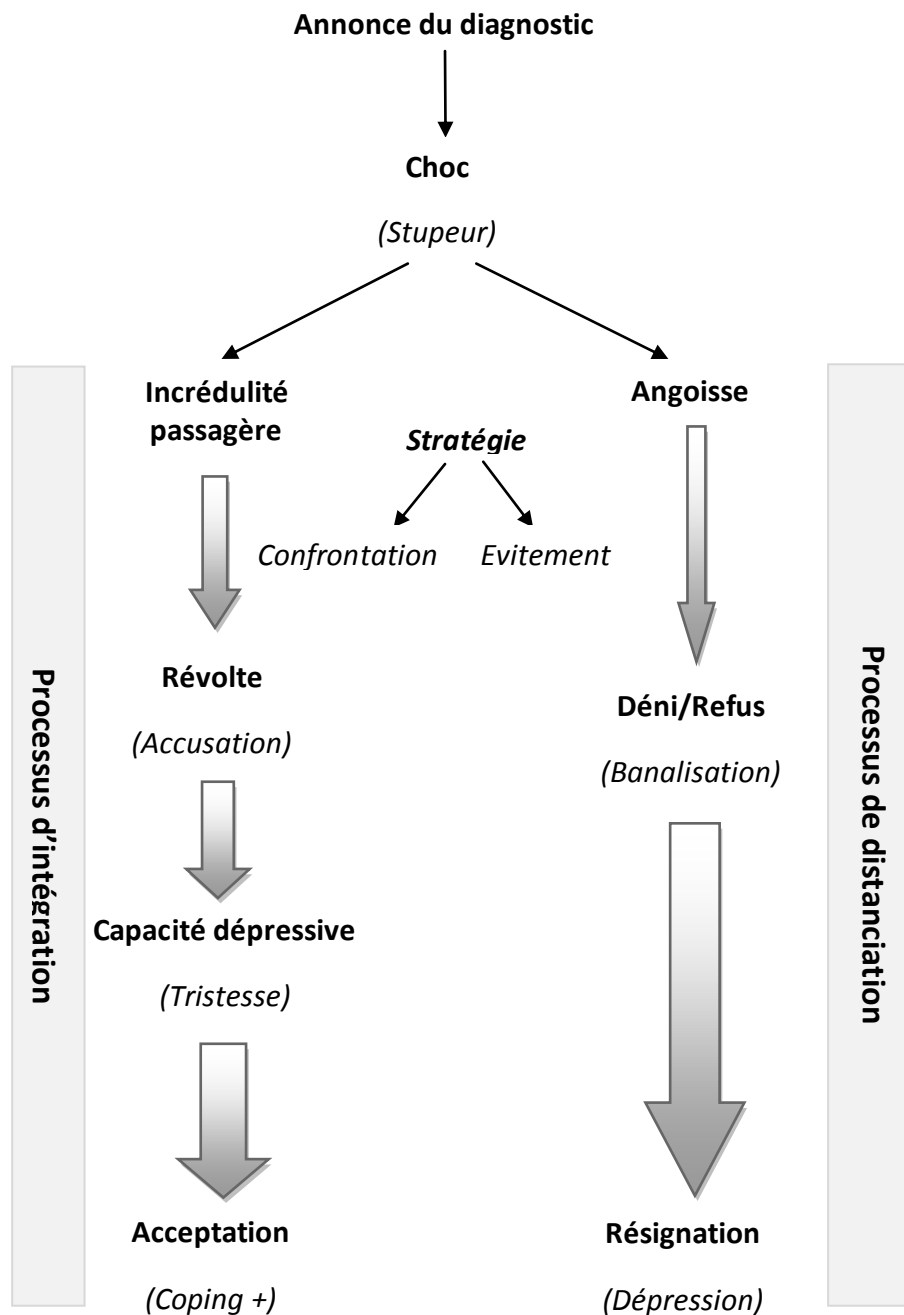 Annonce du diagnostic
Choc
(Stupeur)
Incrédulité
passagère
Angoisse
Stratégie
Confrontation
Evitement
Révolte
(Accusation)
Déni/Refus
(Banalisation)
Capacité dépressive
(Tristesse)
Acceptation
(Coping +)
Résignation
(Dépression)
Processus d'intégration
Processus de distanciation